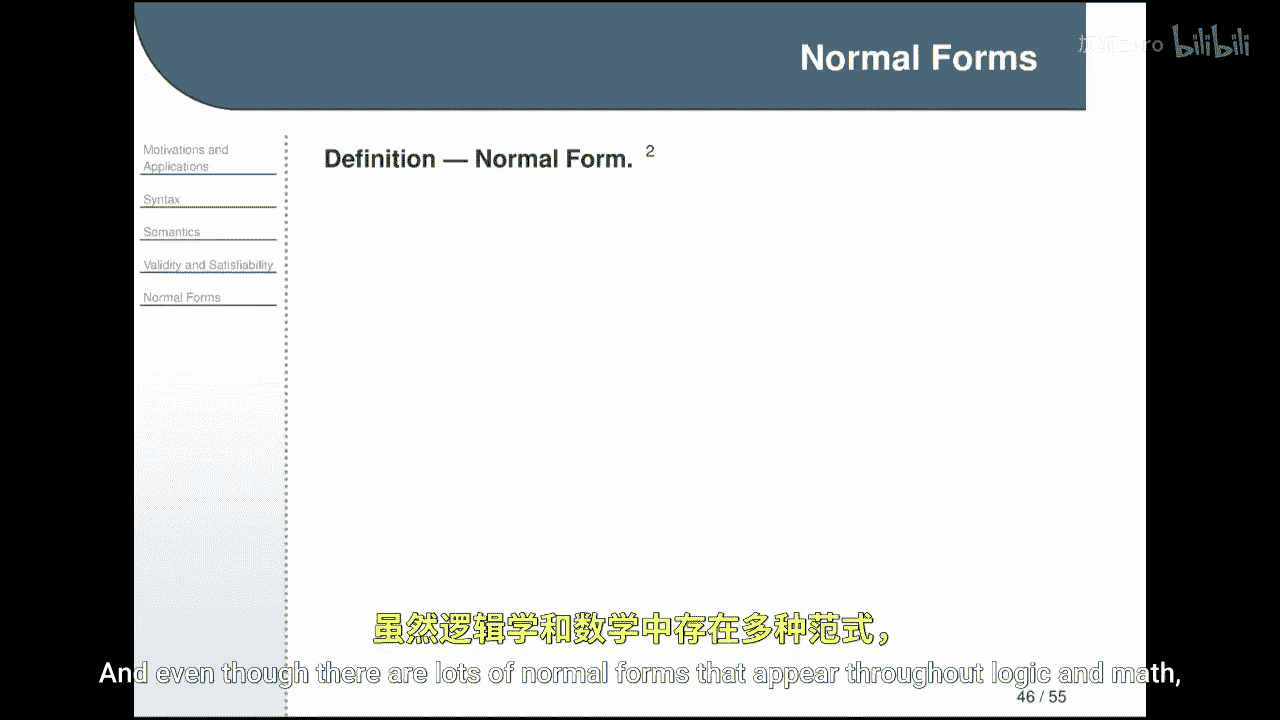 Normal Forms
bilibili
Motivations and
Applications
Syntax
Semantics
Validity and Satisfiability
Normal Forms
Definition — Normal Form. 2
虽然逻辑学和数学中存在多种范式，
And even though there are lots of normal forms that appear throughout logic and math,
46 / 55